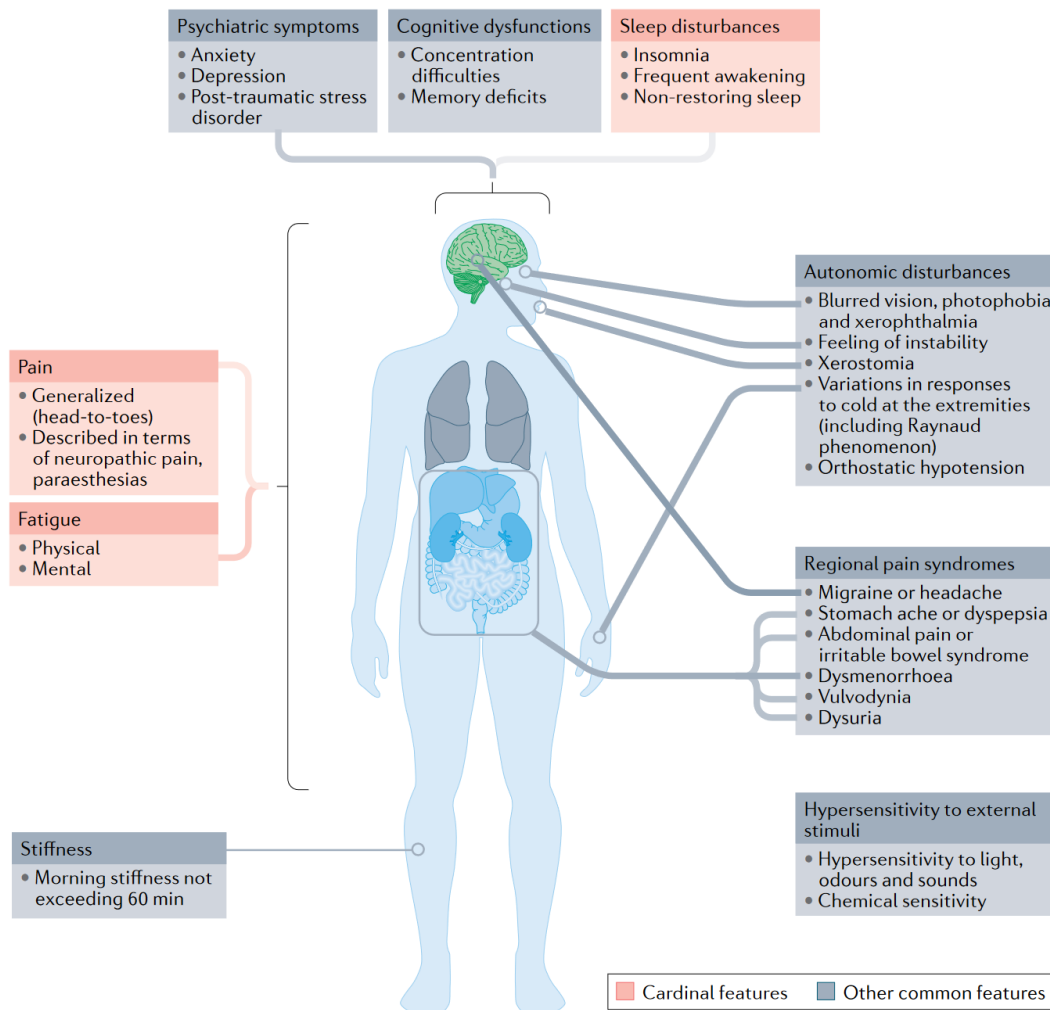 Psychiatric symptoms
• Anxiety
• Depression
• Post-traumatic stress
disorder
Cognitive dysfunctions
• Concentration
difficulties
• Memory deficits
Sleep disturbances
• Insomnia
• Frequent awakening
• Non-restoring sleep
Autonomic disturbances
• Blurred vision, photophobia
and xerophthalmia
• Feeling of instability
• Xerostomia
• Variations in responses
to cold at the extremities
(including Raynaud
phenomenon)
• Orthostatic hypotension
Pain
• Generalized
(head-to-toes)
• Described in terms
of neuropathic pain,
paraesthesias
Fatigue
• Physical
• Mental
Regional pain syndromes
• Migraine or headache
• Stomach ache or dyspepsia
• Abdominal pain or
irritable bowel syndrome
• Dysmenorrhoea
• Vulvodynia
• Dysuria
Stiffness
• Morning stiffness not
exceeding 60 min
Hypersensitivity to external
stimuli
• Hypersensitivity to light,
odours and sounds
• Chemical sensitivity
Cardinal features
Other common features